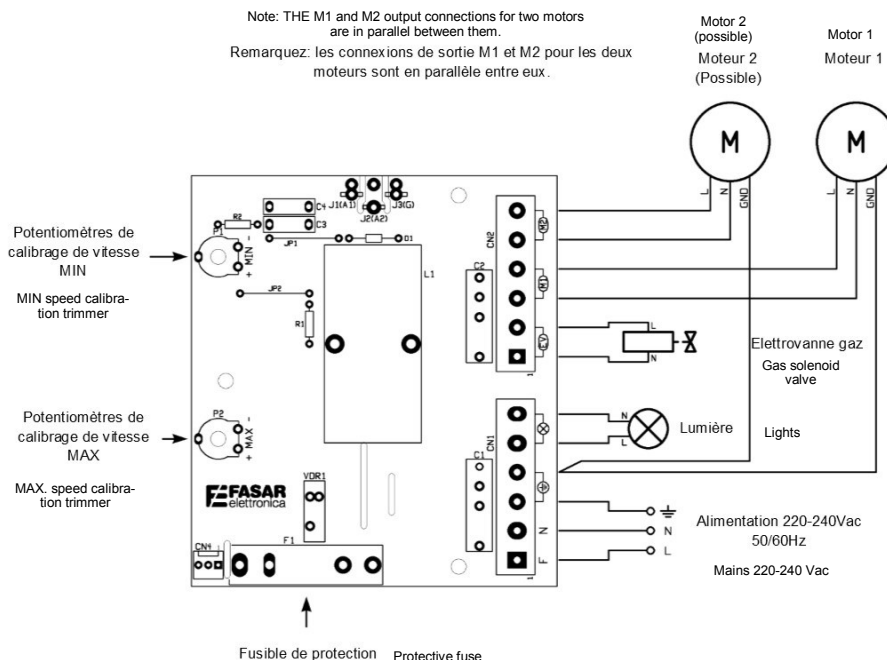 Note: THE M1 and M2 output connections for two motors
are in parallel between them.
Remarquez: les connexions de sortie M1 et M2 pour les deux
moteurs sont en parallèle entre eux.
Motor 2
(possible)
Moteur 2
(Possible)
Motor 1
Moteur 1
M
M
L
N
GND
L
N
GND
J1(A1)
J2(A2)
J3(G)
C4
C3
R2
P1
-
MIN
+
JP1
D1
L1
JP2
R1
CN2
M2
M1
EV
C2
1
Potentiomètres de
calibrage de vitesse
MIN
MIN speed calibra-
tion trimmer
L
N
Elettrovanne gaz
Gas solenoid
valve
Potentiomètres de
calibrage de vitesse
MAX
MAX. speed calibra-
tion trimmer
P2
-
MAX
+
CN1
C1
N
L
Lumière
Lights
FASAR
elettronica
VDR1
F1
CN4
N
F
1
N
L
Alimentation 220-240Vac
50/60Hz
Mains 220-240 Vac
Fusible de protection
Protective fuse